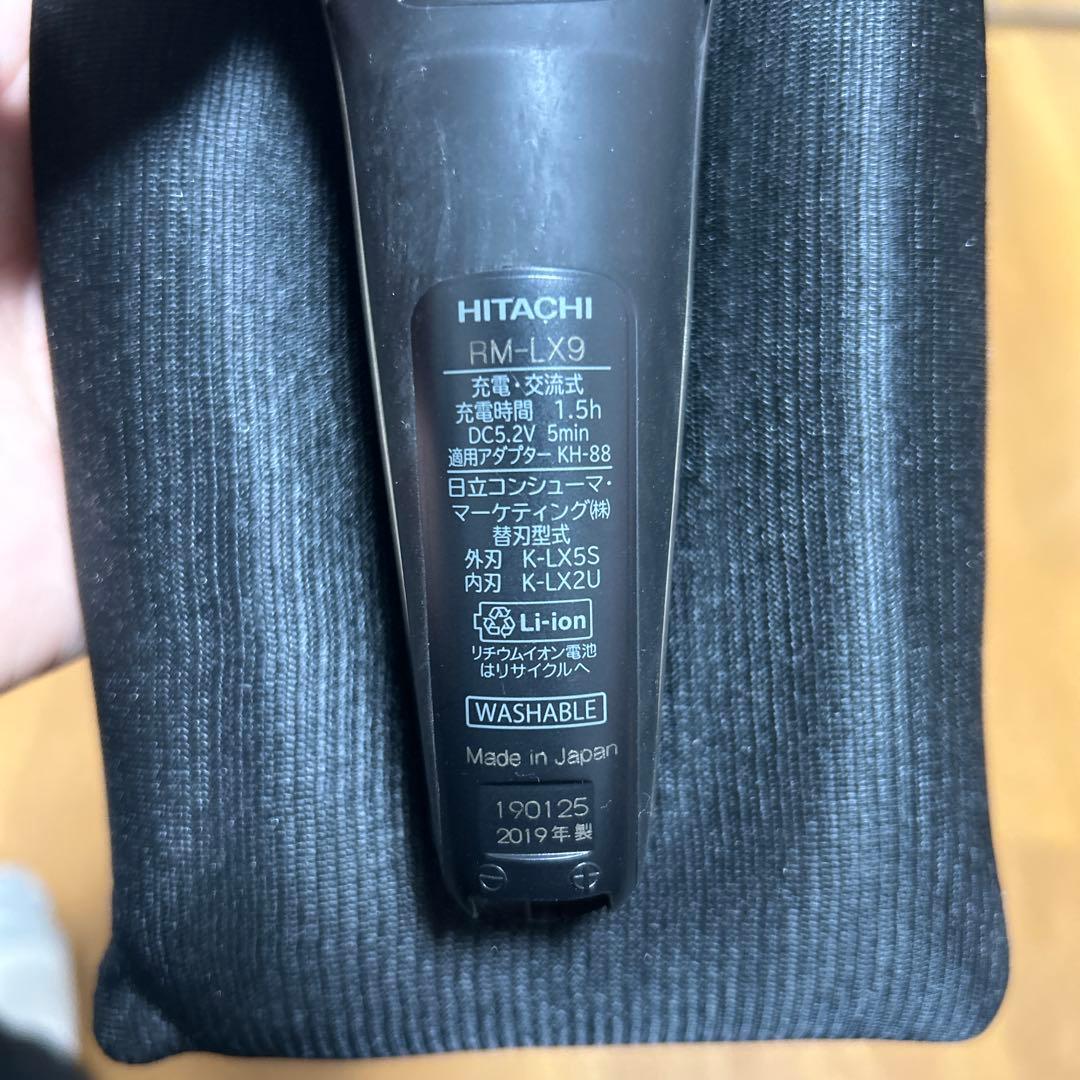 HITACHI
RM-LX9
充電・交流式
充電時間 1.5h
DC5.2V 5min
適用アダプター KH-88
日立コンシューマ・
マーケティング(株)
替刃型式
外刃 K-LX5S
内刃 K-LX2U
Li-ion
リチウムイオン電池
はリサイクルへ
WASHABLE
Made in Japan
190125
2019年製